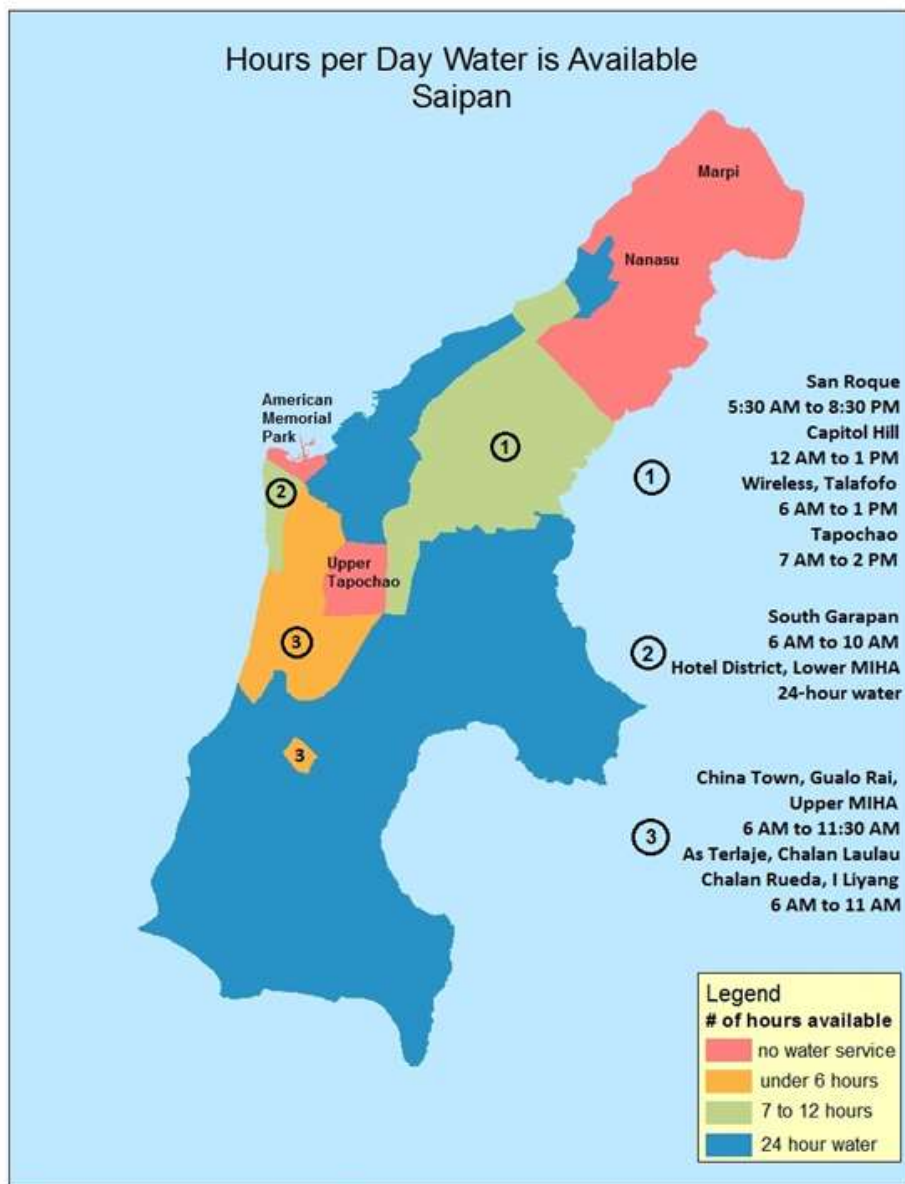 Hours per Day Water is Available
Saipan
Marpi
Nanasu
American
Memorial
Park
1
2
Upper
Tapochao
3
3
San Roque
5:30 AM to 8:30 PM
Capitol Hill
12 AM to 1 PM
1
Wireless, Talafofo
6 AM to 1 PM
Tapochao
7 AM to 2 PM
South Garapan
6 AM to 10 AM
2
Hotel District, Lower MIHA
24-hour water
China Town, Gualo Rai,
Upper MIHA
6 AM to 11:30 AM
3
As Terlaje, Chalan Laulau
Chalan Rueda, I Liyang
6 AM to 11 AM
Legend
# of hours available
no water service
under 6 hours
7 to 12 hours
24 hour water